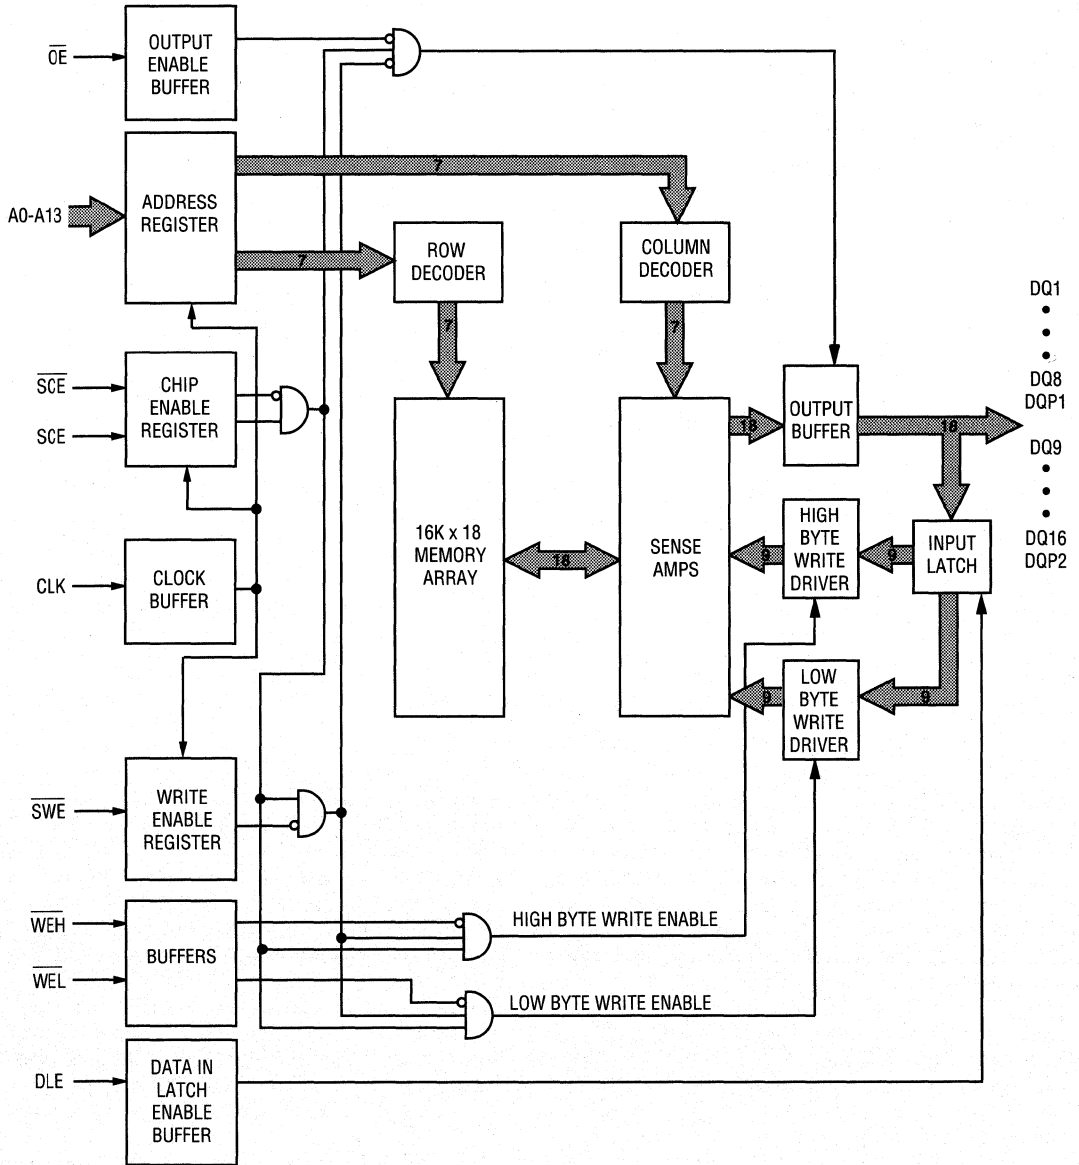 OE
OUTPUT
ENABLE
BUFFER
A0-A13
ADDRESS
REGISTER
7
7
ROW
DECODER
COLUMN
DECODER
7
7
SCE
SCE
CHIP
ENABLE
REGISTER
CLK
CLOCK
BUFFER
16K x 18
MEMORY
ARRAY
18
SENSE
AMPS
18
OUTPUT
BUFFER
18
DQ1
DQ8
DQP1
DQ9
DQ16
DQP2
9
HIGH
BYTE
WRITE
DRIVER
9
INPUT
LATCH
9
LOW
BYTE
WRITE
DRIVER
9
SWE
WRITE
ENABLE
REGISTER
WEH
WEL
BUFFERS
HIGH BYTE WRITE ENABLE
LOW BYTE WRITE ENABLE
DLE
DATA IN
LATCH
ENABLE
BUFFER